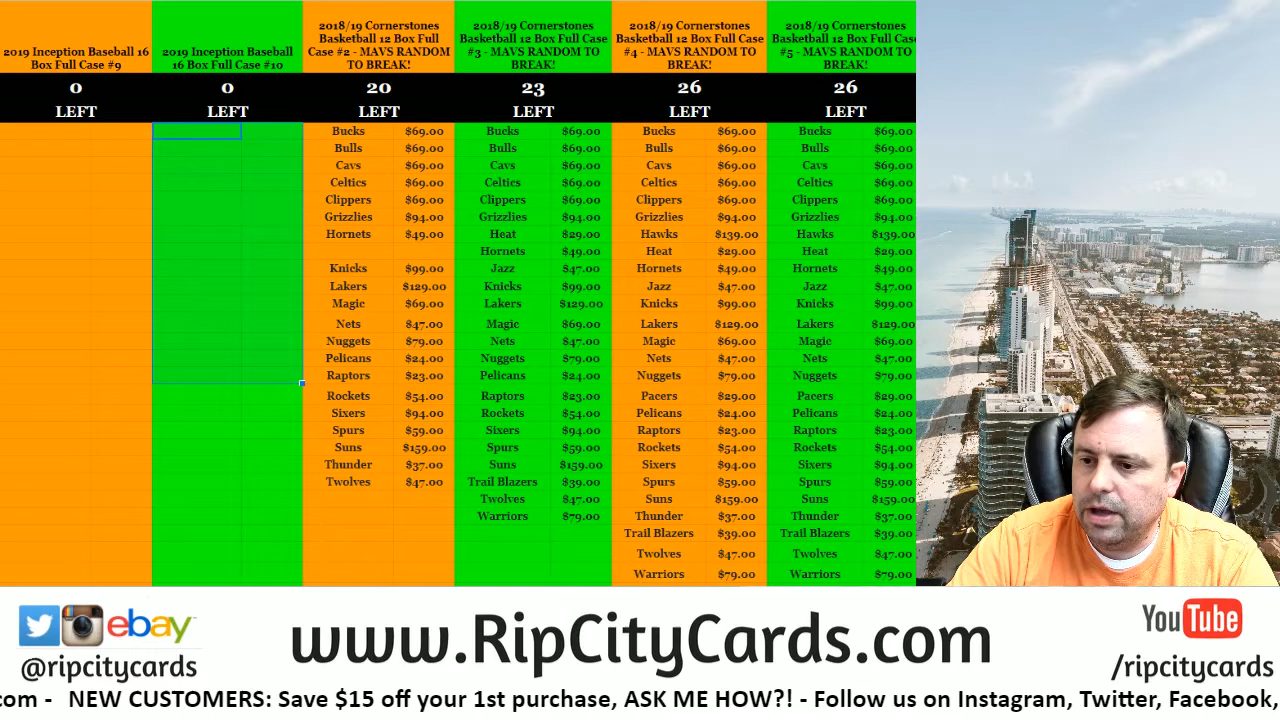 2019 Inception Baseball 16
Box Full Case #9
0
LEFT
2019 Inception Baseball
16 Box Full Case #10
0
LEFT
2018/19 Cornerstones
Basketball 12 Box Full
Case #2 - MAVS RANDOM
TO BREAK!
20
LEFT
Bucks $69.00
Bulls $69.00
Cavs $69.00
Celtics $69.00
Clippers $69.00
Grizzlies $94.00
Hornets $49.00
Knicks $99.00
Lakers $129.00
Magic $69.00
Nets $47.00
Nuggets $79.00
Pelicans $24.00
Raptors $23.00
Rockets $54.00
Sixers $94.00
Spurs $59.00
Suns $159.00
Thunder $37.00
Twolves $47.00
2018/19 Cornerstones
Basketball 12 Box Full Case
#3 - MAVS RANDOM TO
BREAK!
23
LEFT
Bucks $69.00
Bulls $69.00
Cavs $69.00
Celtics $69.00
Clippers $69.00
Grizzlies $94.00
Heat $29.00
Hornets $49.00
Jazz $47.00
Knicks $99.00
Lakers $129.00
Magic $69.00
Nets $47.00
Nuggets $79.00
Pelicans $24.00
Raptors $23.00
Rockets $54.00
Sixers $94.00
Spurs $59.00
Suns $159.00
Trail Blazers $39.00
Twolves $47.00
Warriors $79.00
2018/19 Cornerstones
Basketball 12 Box Full Case
#4 - MAVS RANDOM TO
BREAK!
26
LEFT
Bucks $69.00
Bulls $69.00
Cavs $69.00
Celtics $69.00
Clippers $69.00
Grizzlies $94.00
Hawks $139.00
Heat $29.00
Hornets $49.00
Jazz $47.00
Knicks $99.00
Lakers $129.00
Magic $69.00
Nets $47.00
Nuggets $79.00
Pacers $29.00
Pelicans $24.00
Raptors $23.00
Rockets $54.00
Sixers $94.00
Spurs $59.00
Suns $159.00
Thunder $37.00
Trail Blazers $39.00
Twolves $47.00
Warriors $79.00
2018/19 Cornerstones
Basketball 12 Box Full Case
#5 - MAVS RANDOM TO
BREAK!
26
LEFT
Bucks $69.00
Bulls $69.00
Cavs $69.00
Celtics $69.00
Clippers $69.00
Grizzlies $94.00
Hawks $139.00
Heat $29.00
Hornets $49.00
Jazz $47.00
Knicks $99.00
Lakers $129.00
Magic $69.00
Nets $47.00
Nuggets $79.00
Pacers $29.00
Pelicans $24.00
Raptors $23.00
Rockets $54.00
Sixers $94.00
Spurs $59.00
Suns $159.00
Thunder $37.00
Trail Blazers $39.00
Twolves $47.00
Warriors $79.00
ebay
@ripcitycards
www.RipCityCards.com
YouTube
/ripcitycards
com - NEW CUSTOMERS: Save $15 off your 1st purchase, ASK ME HOW?! - Follow us on Instagram, Twitter, Facebook,